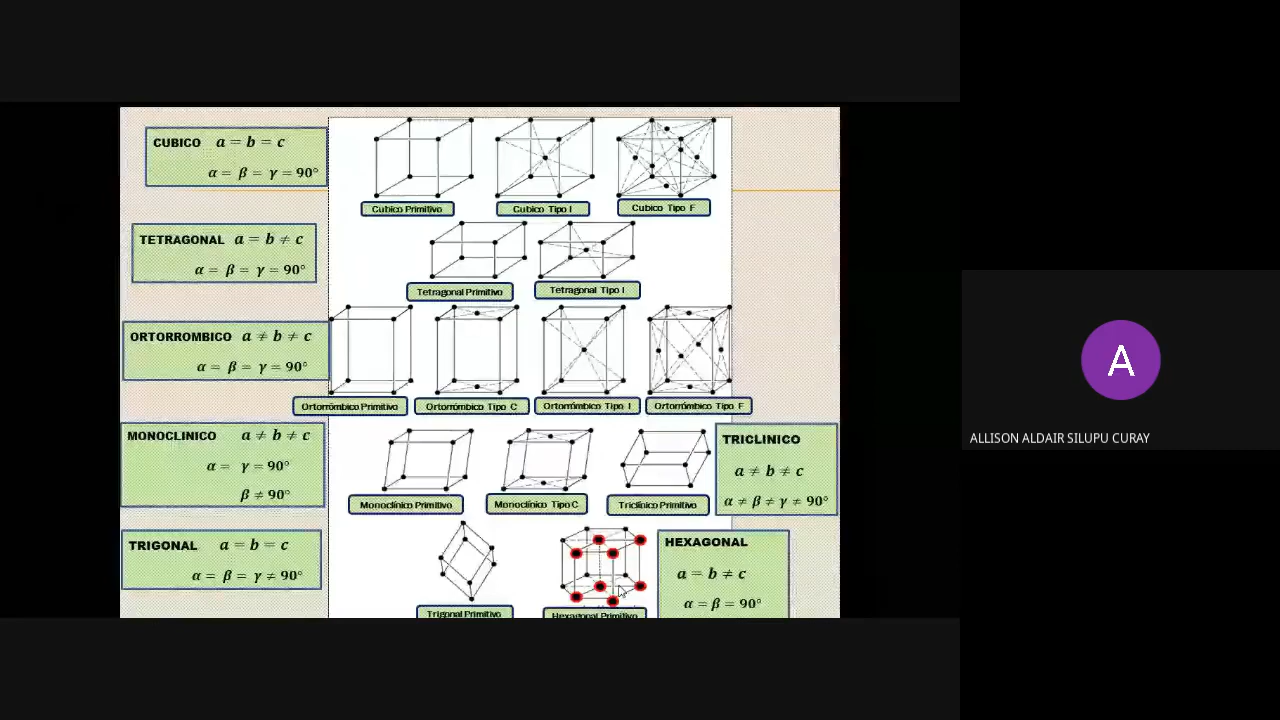 CUBICO a = b = c
α = β = γ = 90°
Cubico Primitivo
Cubico Tipo I
Cubico Tipo F
TETRAGONAL a = b ≠ c
α = β = γ = 90°
Tetragonal Primitivo
Tetragonal Tipo I
ORTORROMBICO a ≠ b ≠ c
α = β = γ = 90°
Ortorrómbico Primitivo
Ortorrómbico Tipo C
Ortorrómbico Tipo I
Ortorrómbico Tipo F
MONOCLINICO a ≠ b ≠ c
α = γ = 90°
β ≠ 90°
Monoclínico Primitivo
Monoclínico Tipo C
Triclínico Primitivo
TRICLINICO
a ≠ b ≠ c
α ≠ β ≠ γ ≠ 90°
TRIGONAL a = b = c
α = β = γ ≠ 90°
Trigonal Primitivo
Hexagonal Primitivo
HEXAGONAL
a = b ≠ c
α = β = 90°
A
ALLISON ALDAIR SILUPU CURAY